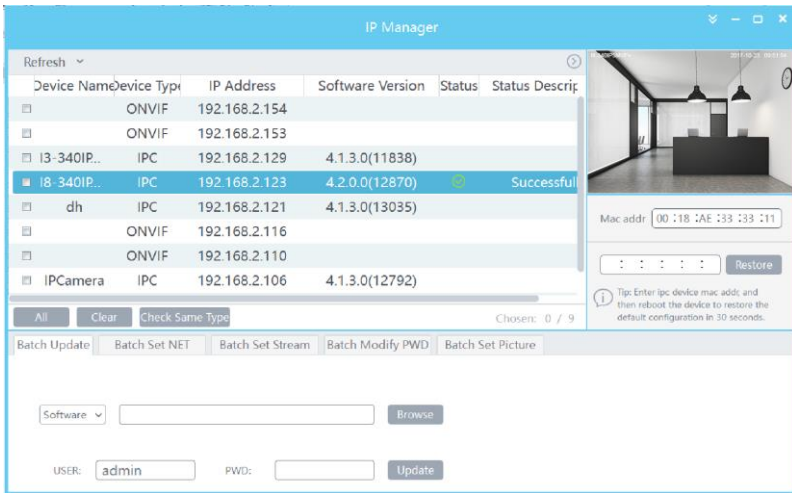 IP Manager
Refresh
Device Name Device Type IP Address Software Version Status Status Descrip
ONVIF 192.168.2.154
ONVIF 192.168.2.153
I3-340IP... IPC 192.168.2.129 4.1.3.0(11838)
I8-340IP... IPC 192.168.2.123 4.2.0.0(12870) Successful
dh IPC 192.168.2.121 4.1.3.0(13035)
ONVIF 192.168.2.116
ONVIF 192.168.2.110
IPCamera IPC 192.168.2.106 4.1.3.0(12792)
All Clear Check Same Type Chosen: 0 / 9
Mac addr 00 :18 :AE :33 :33 :11
: : : : : Restore
Tip: Enter ipc device mac addr, and
then reboot the device to restore the
default configuration in 30 seconds.
Batch Update Batch Set NET Batch Set Stream Batch Modify PWD Batch Set Picture
Software Browse
USER: admin PWD: Update